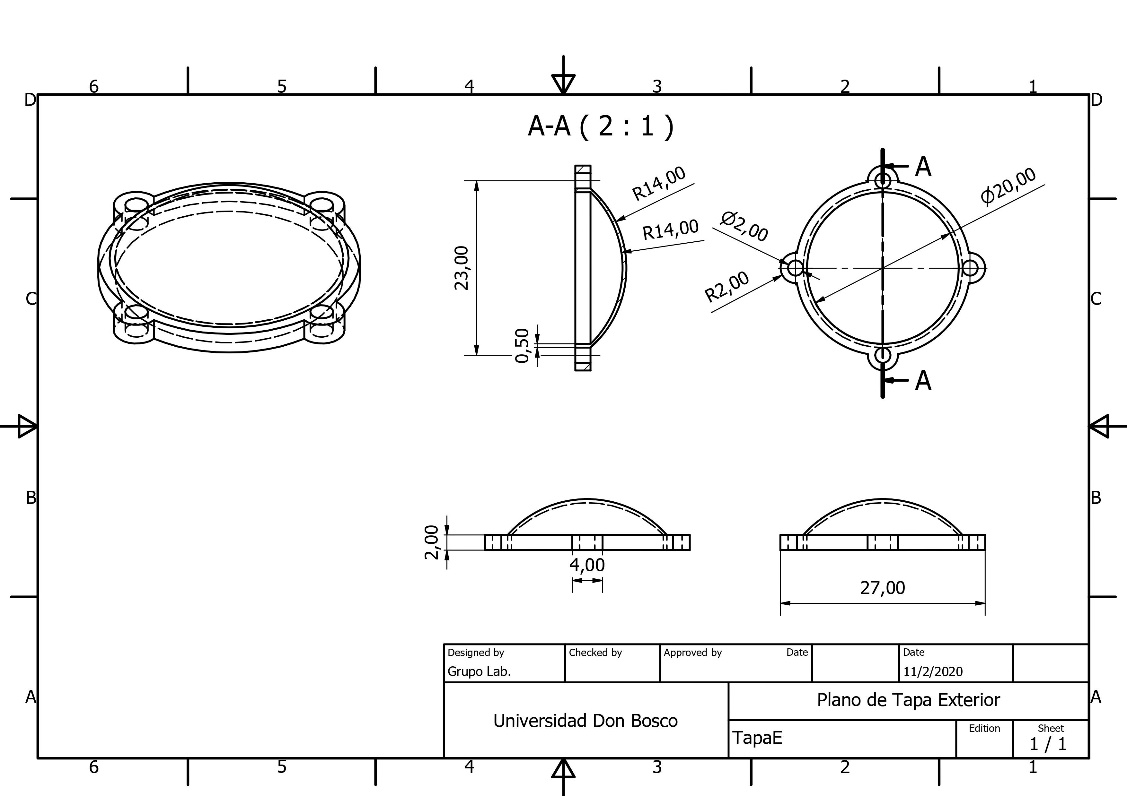 6 5 4 3 2 1
D D
A-A ( 2 : 1 )
A
R14,00
Ø20,00
R14,00
Ø2,00
23,00
R2,00
C C
0,50
A
B B
2,00
4,00
27,00
Designed by Checked by Approved by Date Date
Grupo Lab. 11/2/2020
A A
Plano de Tapa Exterior
Universidad Don Bosco
TapaE Edition Sheet
1 / 1
6 5 4 3 2 1